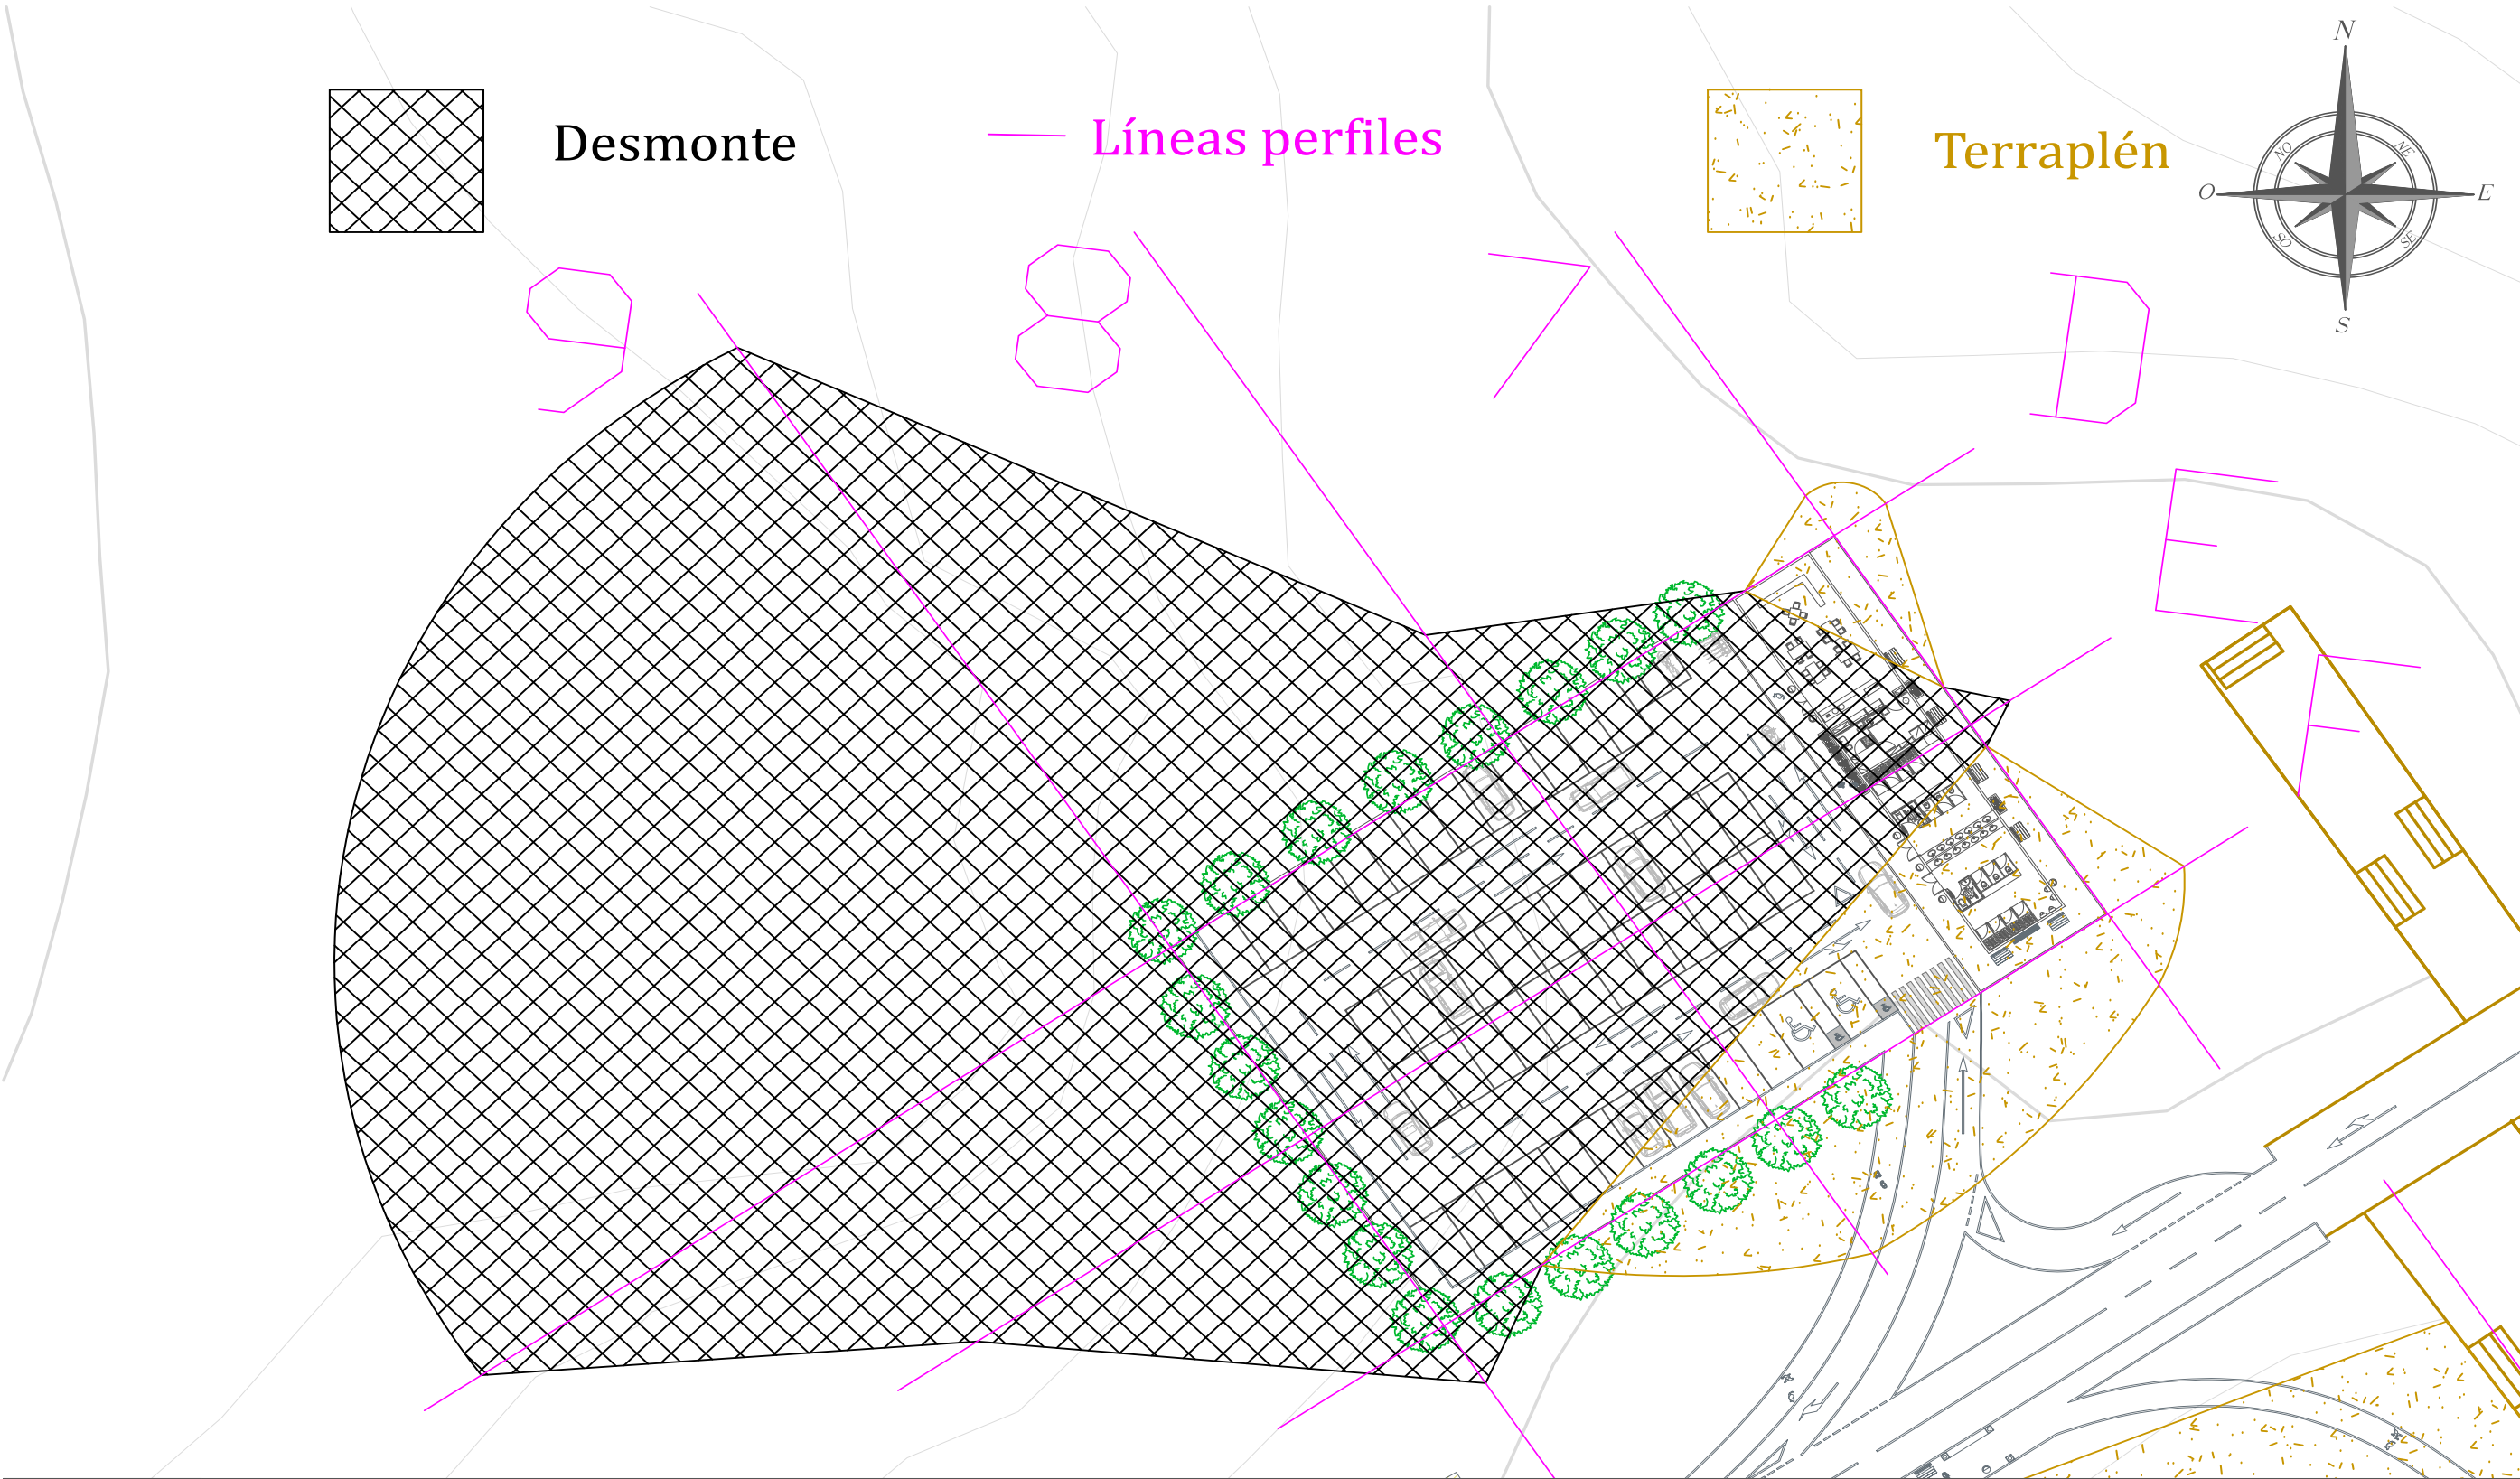 N
Desmonte
Líneas perfiles
Terraplén
NO
NE
O
E
SO
SE
S
9
8
7
D
E
F